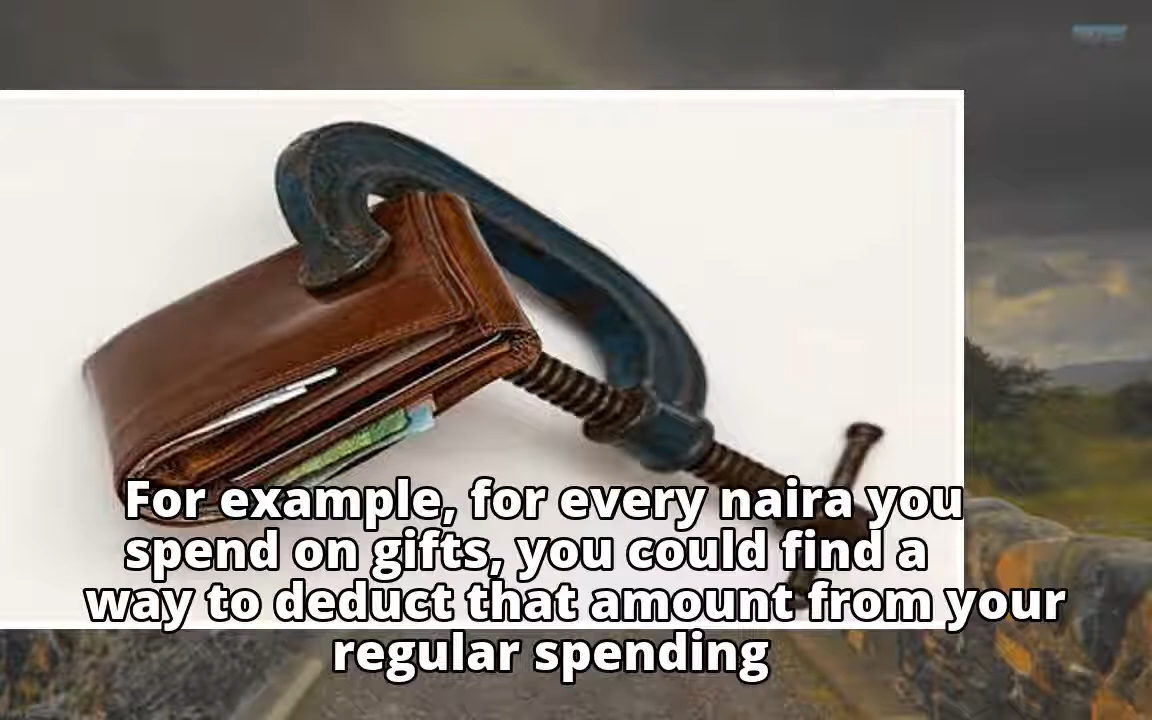 For example, for every naira you
spend on gifts, you could find a
way to deduct that amount from your
regular spending